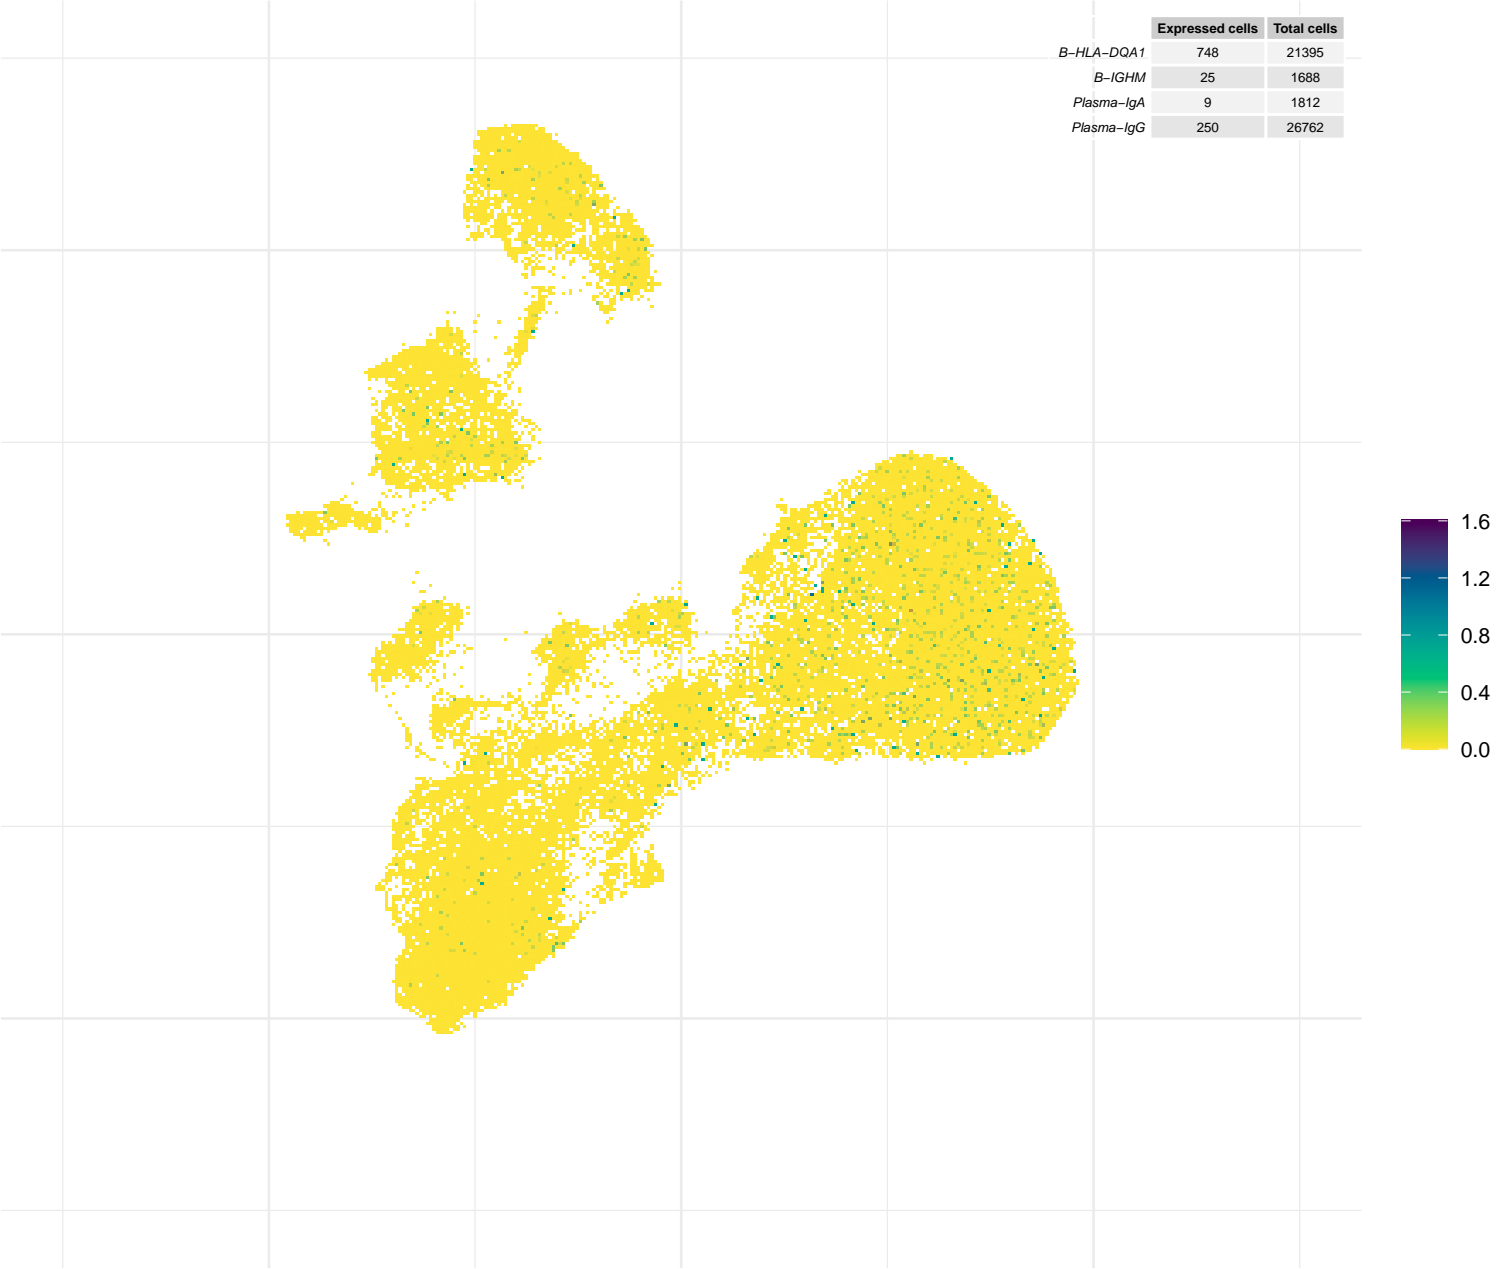 Expressed cells Total cells
B−HLA−DQA1 748 21395
B−IGHM 25 1688
Plasma−IgA 9 1812
Plasma−IgG 250 26762
1.6
1.2
0.8
0.4
0.0